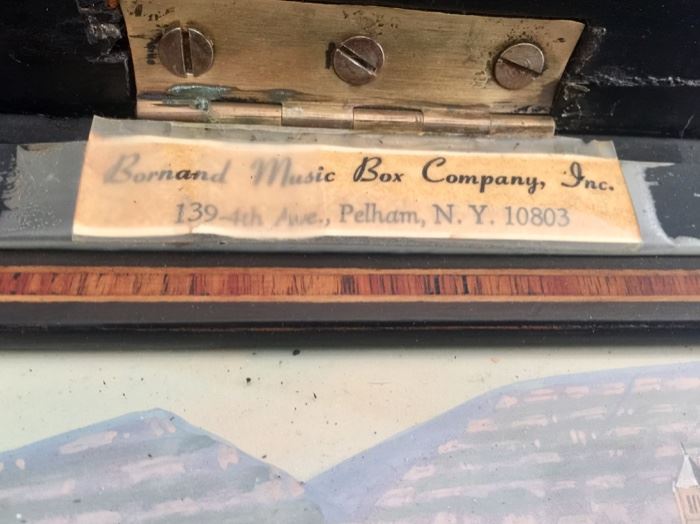 Bornand Music Box Company, Inc.
139-4th Ave., Pelham, N. Y. 10803